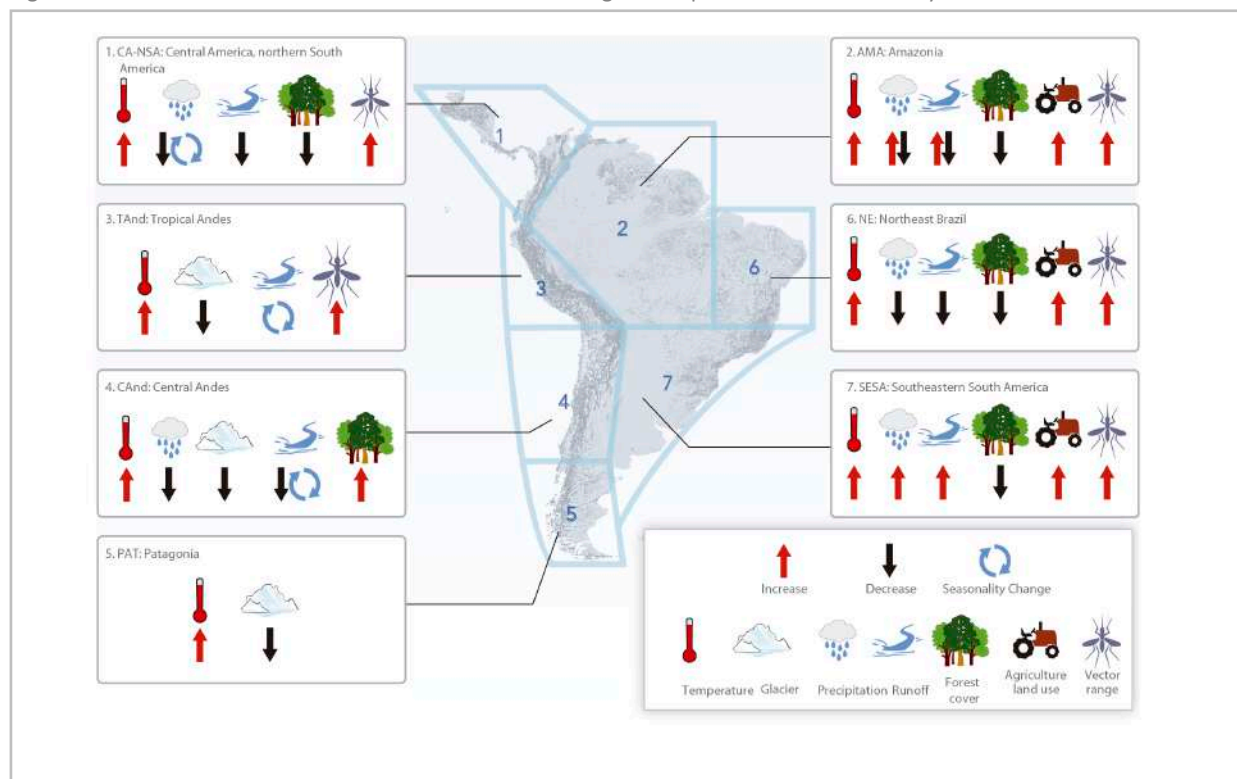 1. CA-NSA: Central America, northern South
America
2. AMA: Amazonia
3. TAnd: Tropical Andes
6. NE: Northeast Brazil
4. CAnd: Central Andes
7. SESA: Southeastern South America
5. PAT: Patagonia
1
2
3
6
4
7
5
Increase
Decrease
Seasonality Change
Temperature
Glacier
Precipitation
Runoff
Forest
cover
Agriculture
land use
Vector
range